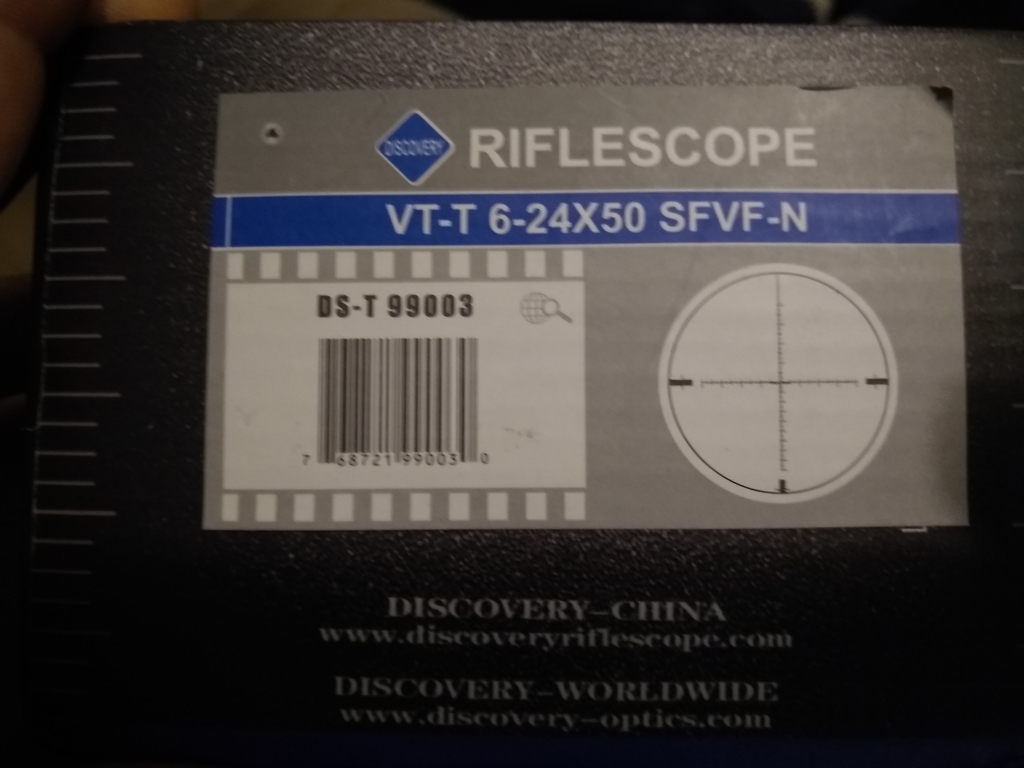 DISCOVERY RIFLESCOPE
VT-T 6-24X50 SFVF-N
DS-T 99003
7 68721 99003 0
DISCOVERY-CHINA
www.discoveryriflescope.com
DISCOVERY-WORLDWIDE
www.discovery-optics.com